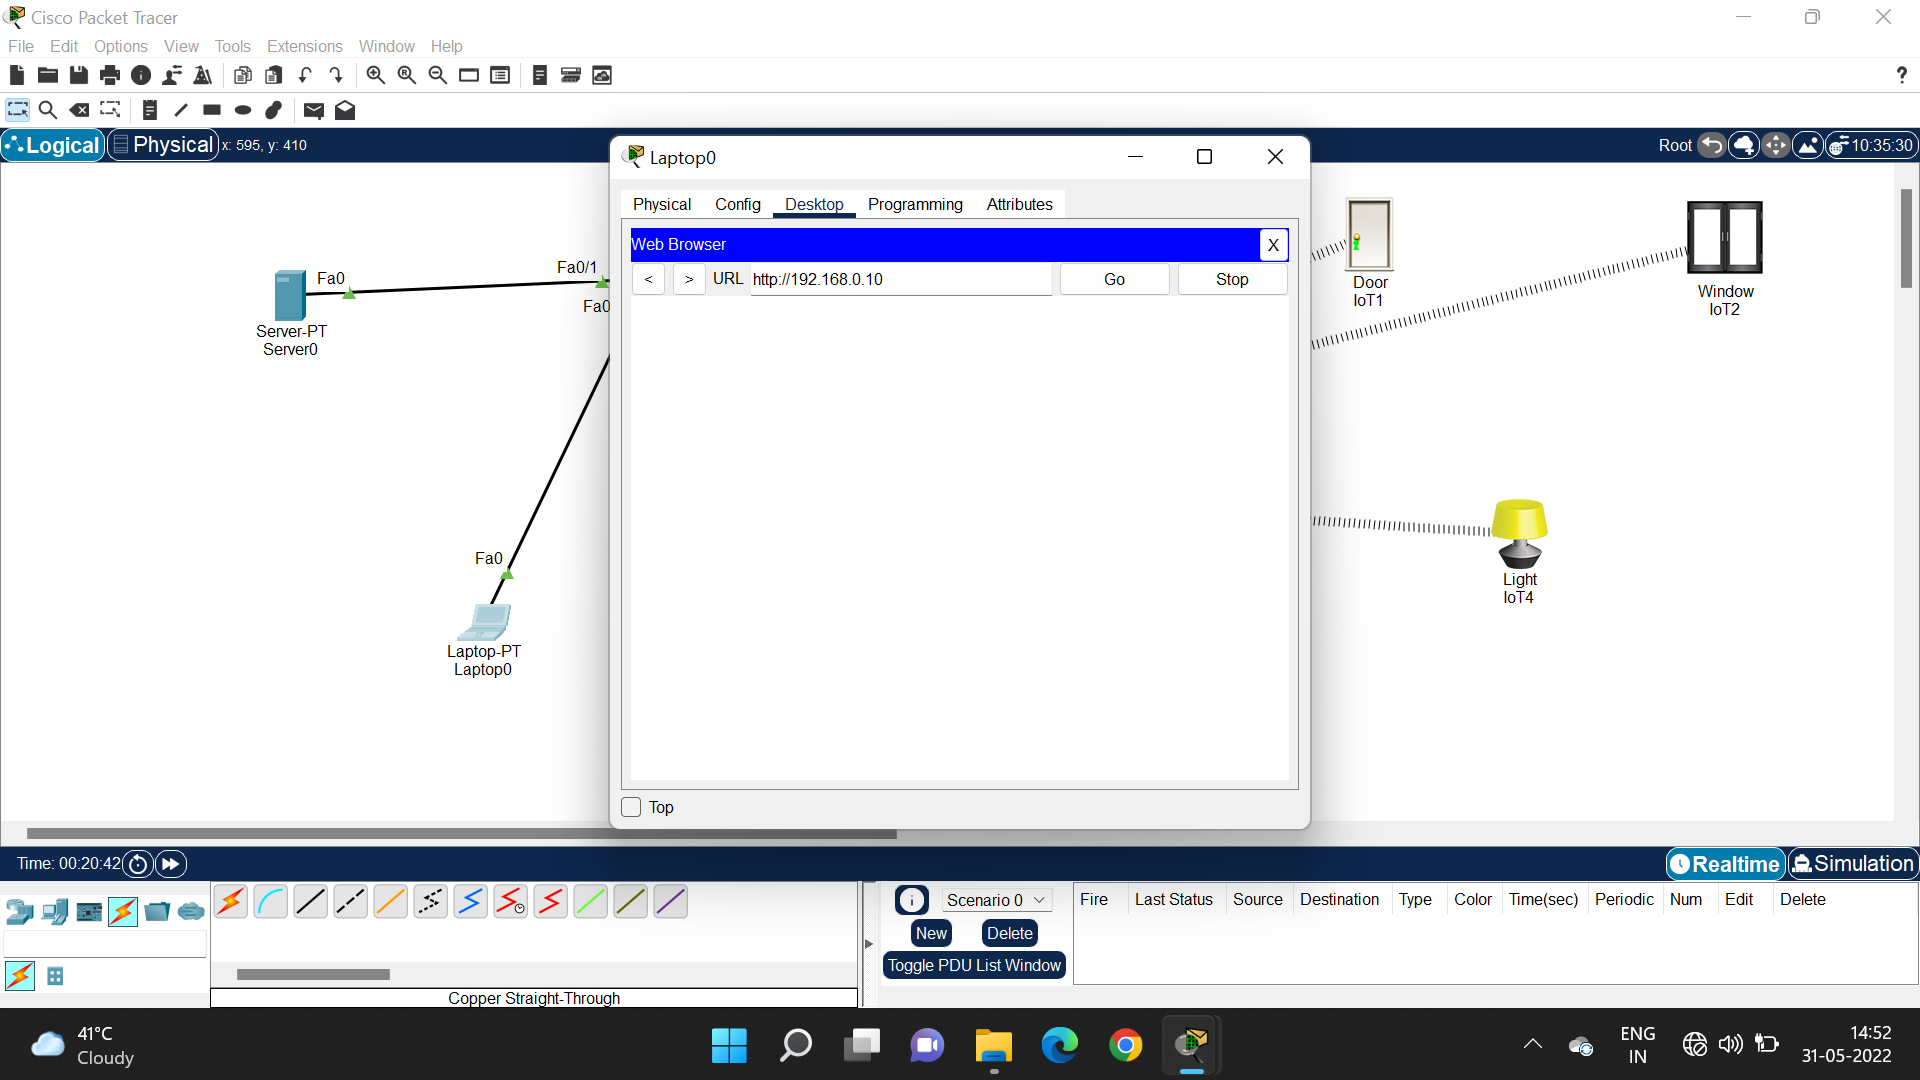 Cisco Packet Tracer
File Edit Options View Tools Extensions Window Help
Logical Physical x: 595, y: 410 Root 10:35:30
Laptop0
Physical Config Desktop Programming Attributes
Web Browser X
< > URL http://192.168.0.10 Go Stop
Fa0/1
Fa0
Fa0
Server-PT
Server0
Door
IoT1
Window
IoT2
Fa0
Laptop-PT
Laptop0
Light
IoT4
Top
Time: 00:20:42 Realtime Simulation
Scenario 0
New Delete
Toggle PDU List Window
Fire Last Status Source Destination Type Color Time(sec) Periodic Num Edit Delete
Copper Straight-Through
41°C
Cloudy
ENG
IN
14:52
31-05-2022